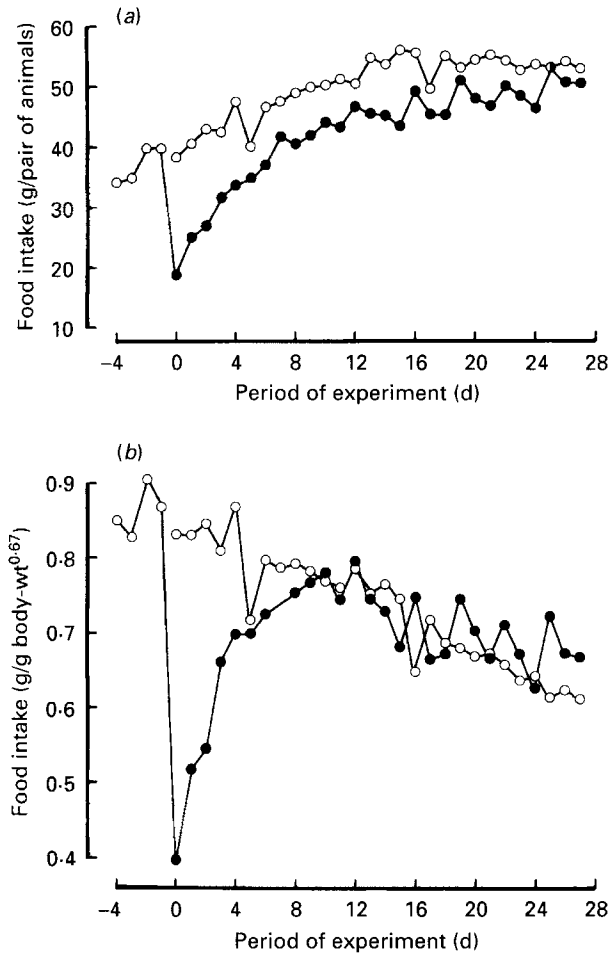 (a)
60
50
40
30
20
10
Food intake (g/pair of animals)
−4 0 4 8 12 16 20 24 28
Period of experiment (d)
(b)
0·9
0·8
0·7
0·6
0·5
0·4
Food intake (g/g body-wt0·67)
−4 0 4 8 12 16 20 24 28
Period of experiment (d)